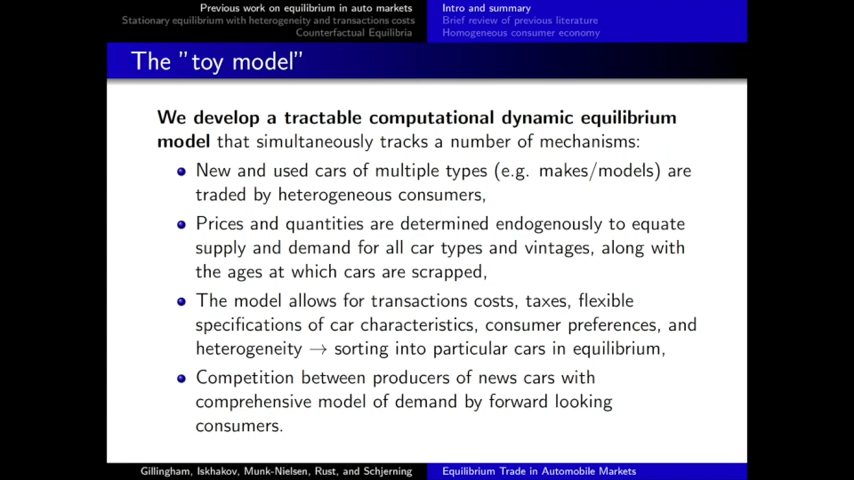 Previous work on equilibrium in auto markets
Stationary equilibrium with heterogeneity and transactions costs
Counterfactual Equilibria
Intro and summary
Brief review of previous literature
Homogeneous consumer economy
The "toy model"
We develop a tractable computational dynamic equilibrium
model that simultaneously tracks a number of mechanisms:
New and used cars of multiple types (e.g. makes/models) are
traded by heterogeneous consumers,
Prices and quantities are determined endogenously to equate
supply and demand for all car types and vintages, along with
the ages at which cars are scrapped,
The model allows for transactions costs, taxes, flexible
specifications of car characteristics, consumer preferences, and
heterogeneity → sorting into particular cars in equilibrium,
Competition between producers of news cars with
comprehensive model of demand by forward looking
consumers.
Gillingham, Iskhakov, Munk-Nielsen, Rust, and Schjerning
Equilibrium Trade in Automobile Markets